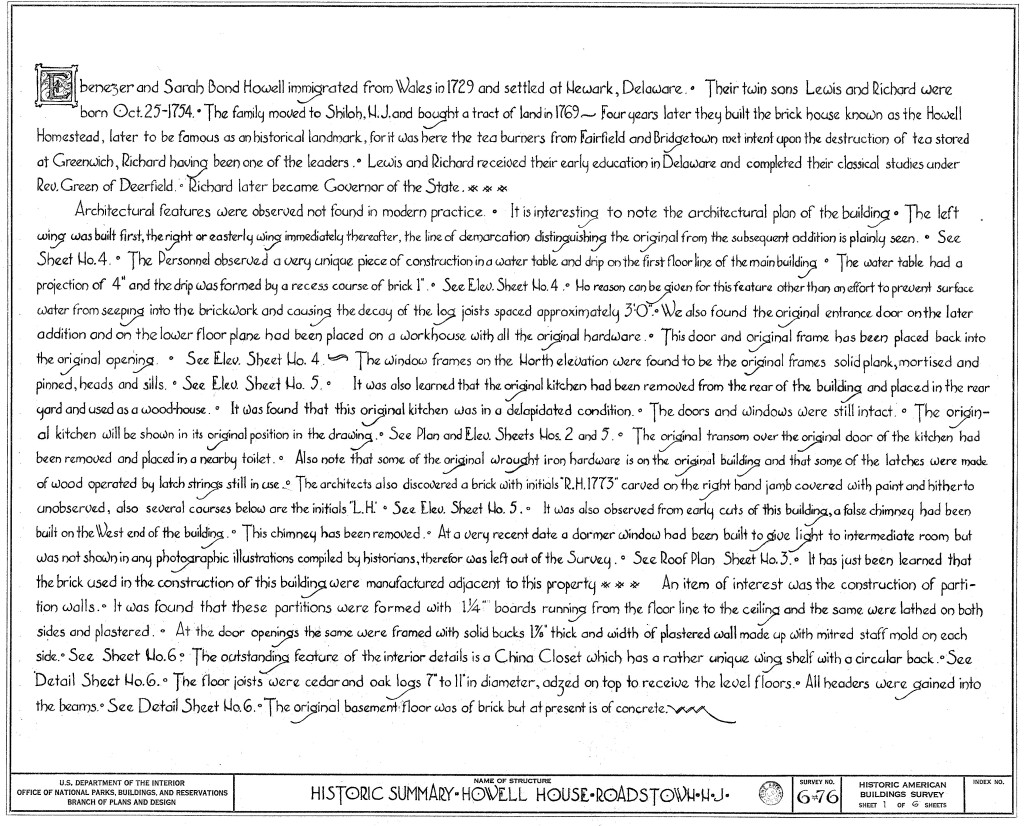 Ebenezer and Sarah Bond Howell immigrated from Wales in 1729 and settled at Newark, Delaware. • Their twin sons Lewis and Richard were
born Oct. 25-1754. • The family moved to Shiloh, N.J. and bought a tract of land in 1769 ~ Four years later they built the brick house known as the Howell
Homestead, later to be famous as an historical landmark, for it was here the tea burners from Fairfield and Bridgetown met intent upon the destruction of tea stored
at Greenwich, Richard having been one of the leaders. • Lewis and Richard received their early education in Delaware and completed their classical studies under
Rev. Green of Deerfield. • Richard later became Governor of the State. * * *
Architectural features were observed not found in modern practice. • It is interesting to note the architectural plan of the building • The left
wing was built first, the right or easterly wing immediately thereafter, the line of demarcation distinguishing the original from the subsequent addition is plainly seen. • See
Sheet No. 4. • The Personnel observed a very unique piece of construction in a water table and drip on the first floor line of the main building • The water table had a
projection of 4" and the drip was formed by a recess course of brick 1". • See Elev. Sheet No. 4. • No reason can be given for this feature other than an effort to prevent surface
water from seeping into the brickwork and causing the decay of the log joists spaced approximately 3'0". • We also found the original entrance door on the later
addition and on the lower floor plane had been placed on a workhouse with all the original hardware. • This door and original frame has been placed back into
the original opening. • See Elev. Sheet No. 4. ~ The window frames on the North elevation were found to be the original frames solid plank, mortised and
pinned, heads and sills. • See Elev. Sheet No. 5. • It was also learned that the original kitchen had been removed from the rear of the building and placed in the rear
yard and used as a woodhouse. • It was found that this original kitchen was in a delapidated condition. • The doors and windows were still intact. • The origin-
al kitchen will be shown in its original position in the drawing. • See Plan and Elev. Sheets Nos. 2 and 5. • The original transom over the original door of the kitchen had
been removed and placed in a nearby toilet. • Also note that some of the original wrought iron hardware is on the original building and that some of the latches were made
of wood operated by latch strings still in use. • The architects also discovered a brick with initials "R.H. 1773" carved on the right hand jamb covered with paint and hitherto
unobserved, also several courses below are the initials "L.H." • See Elev. Sheet No. 5. • It was also observed from early cuts of this building, a false chimney had been
built on the West end of the building. • This chimney has been removed. • At a very recent date a dormer window had been built to give light to intermediate room but
was not shown in any photographic illustrations compiled by historians, therefor was left out of the Survey. • See Roof Plan Sheet No. 3. • It has just been learned that
the brick used in the construction of this building were manufactured adjacent to this property * * * An item of interest was the construction of parti-
tion walls. • It was found that these partitions were formed with 1¼" boards running from the floor line to the ceiling and the same were lathed on both
sides and plastered. • At the door openings the same were framed with solid bucks thick and width of plastered wall made up with mitred staff mold on each
side. • See Sheet No. 6 • The outstanding feature of the interior details is a China Closet which has a rather unique wing shelf with a circular back. • See
Detail Sheet No. 6. • The floor joists were cedar and oak logs 7" to 11" in diameter, adzed on top to receive the level floors. • All headers were gained into
the beams. • See Detail Sheet No. 6. • The original basement floor was of brick but at present is of concrete.
U.S. DEPARTMENT OF THE INTERIOR
OFFICE OF NATIONAL PARKS, BUILDINGS, AND RESERVATIONS
BRANCH OF PLANS AND DESIGN
NAME OF STRUCTURE
HISTORIC SUMMARY • HOWELL HOUSE • ROADSTOWN • N • J •
SURVEY NO.
6-76
HISTORIC AMERICAN
BUILDINGS SURVEY
SHEET 1 OF 6 SHEETS
INDEX NO.